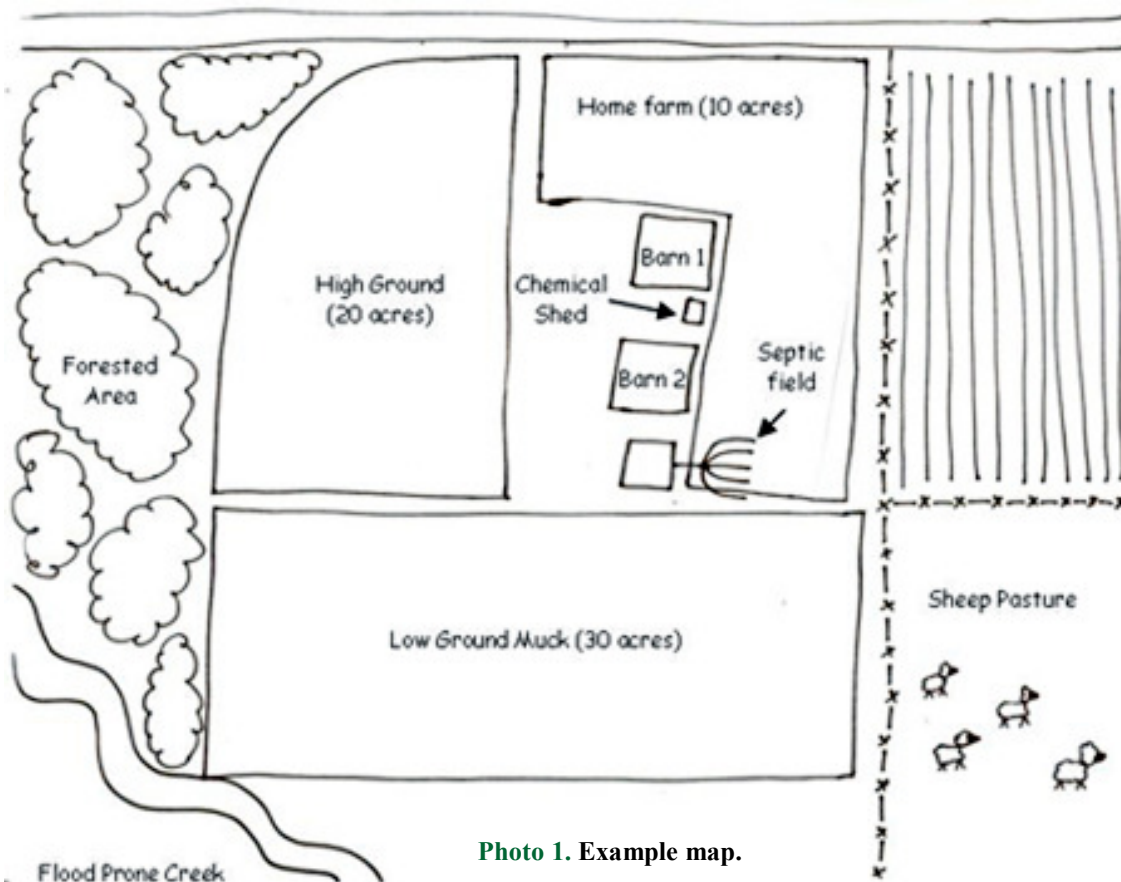 Home farm (10 acres)
Barn 1
High Ground
(20 acres)
Chemical
Shed
Forested
Area
Barn 2
Septic
field
Sheep Pasture
Low Ground Muck (30 acres)
Photo 1. Example map.
Flood Prone Creek